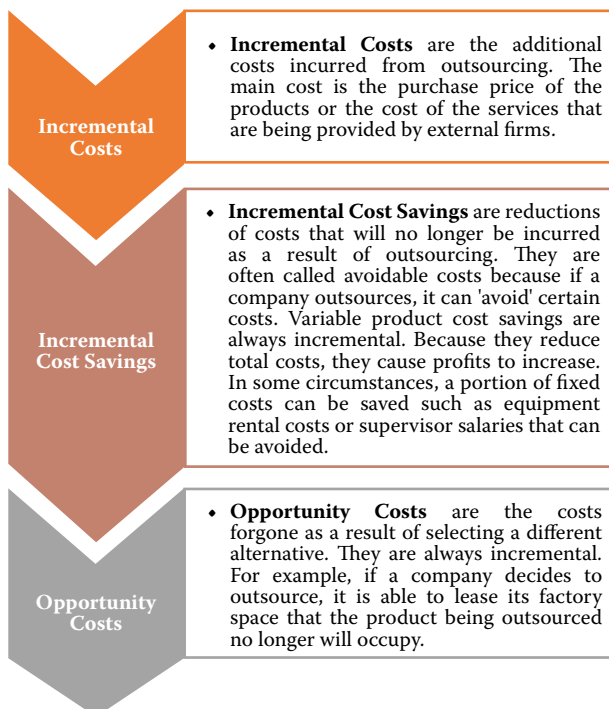 Incremental
Costs
• Incremental Costs are the additional
costs incurred from outsourcing. The
main cost is the purchase price of the
products or the cost of the services
that are being provided by external firms.
Incremental
Cost Savings
• Incremental Cost Savings are reductions
of costs that will no longer be incurred
as a result of outsourcing. They are
often called avoidable costs because if a
company outsources, it can 'avoid' certain
costs. Variable product cost savings are
always incremental. Because they reduce
total costs, they cause profits to increase.
In some circumstances, a portion of fixed
costs can be saved such as equipment
rental costs or supervisor salaries that can
be avoided.
Opportunity
Costs
• Opportunity Costs are the costs
forgone as a result of selecting a different
alternative. They are always incremental.
For example, if a company decides to
outsource, it is able to lease its factory
space that the product being outsourced
no longer will occupy.